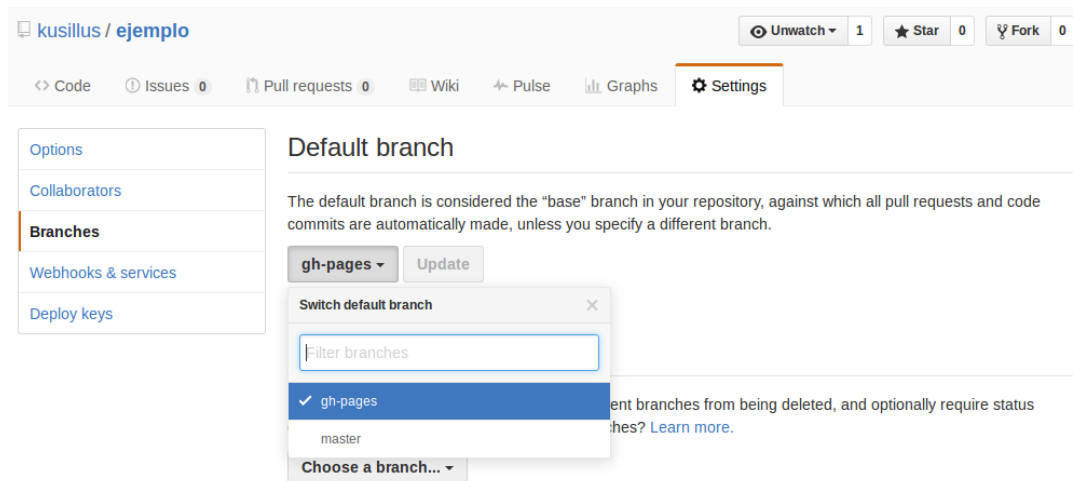 kusillus / ejemplo
Unwatch 1 Star 0 Fork 0
Code Issues 0 Pull requests 0 Wiki Pulse Graphs Settings
Options
Collaborators
Branches
Webhooks & services
Deploy keys
Default branch
The default branch is considered the “base” branch in your repository, against which all pull requests and code
commits are automatically made, unless you specify a different branch.
gh-pages Update
Switch default branch
Filter branches
gh-pages
master
branches from being deleted, and optionally require status
Learn more.
Choose a branch...